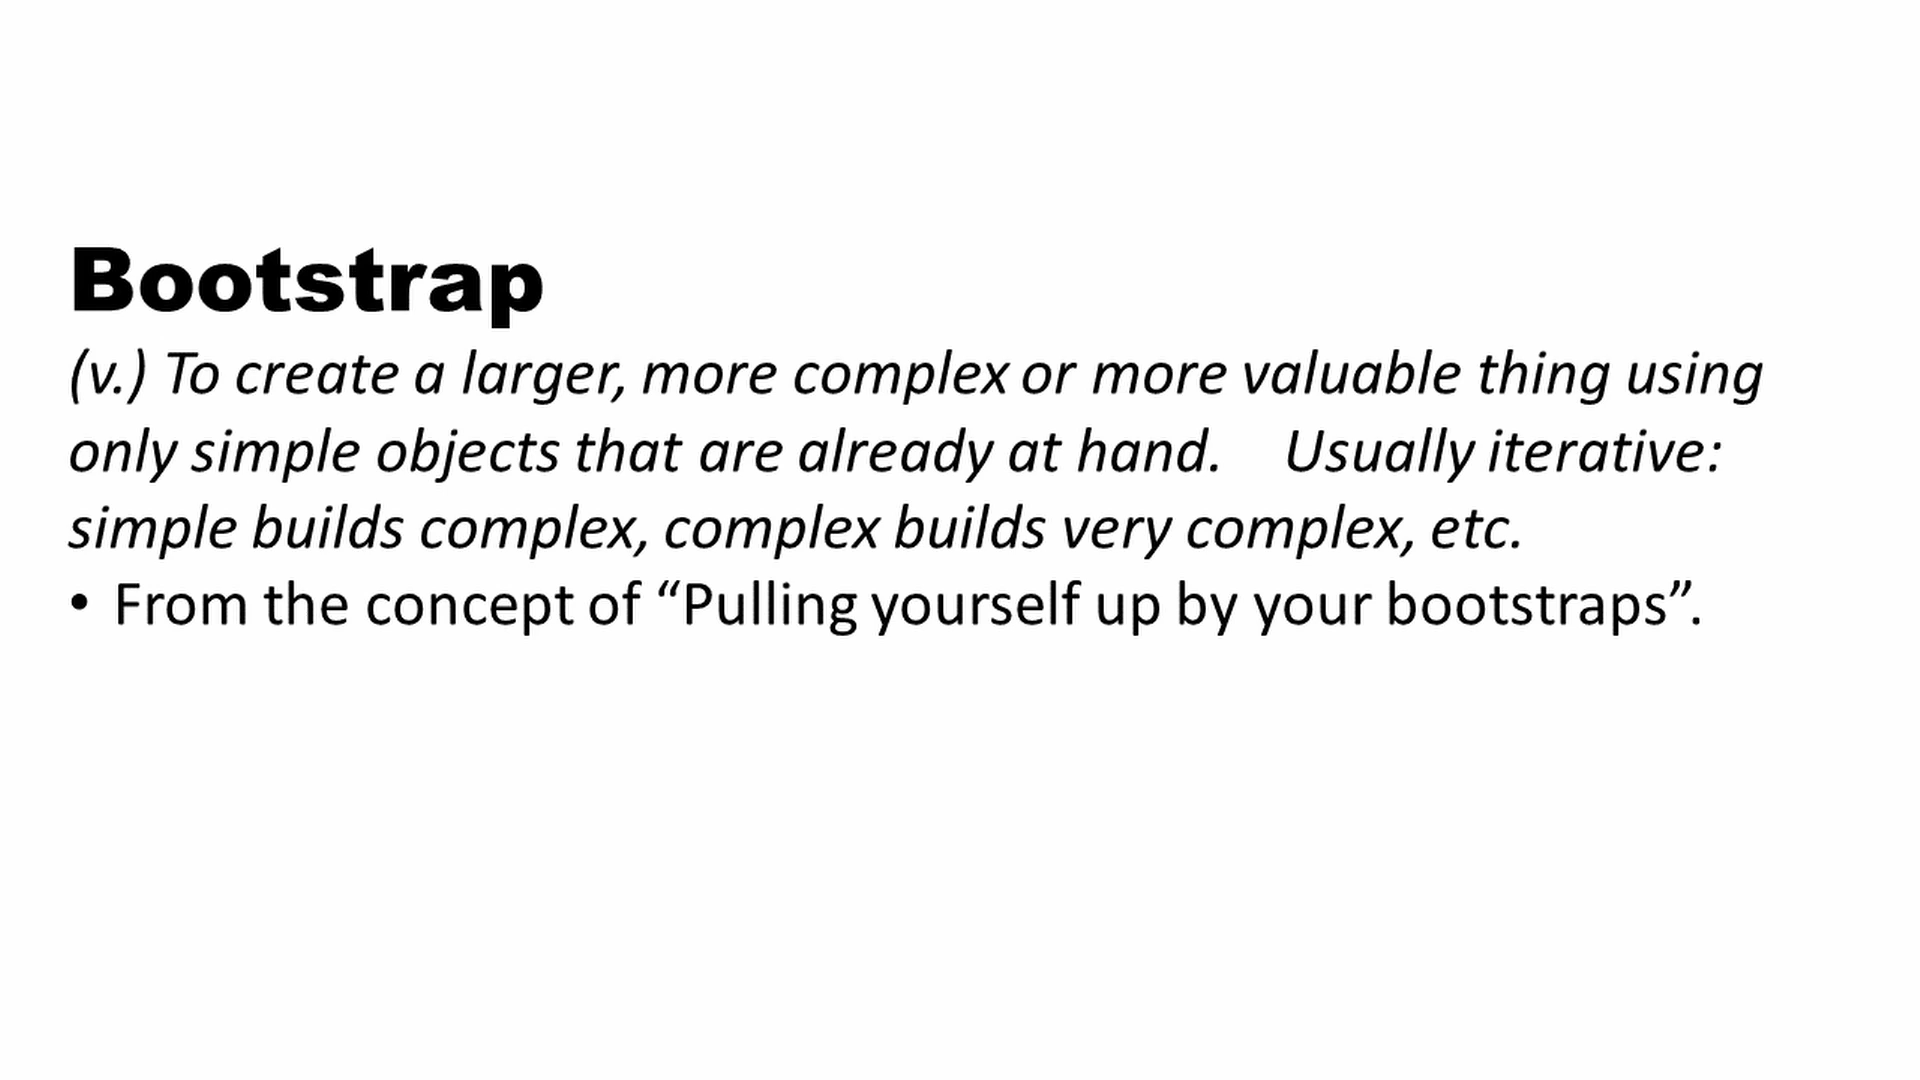 Bootstrap
(v.) To create a larger, more complex or more valuable thing using
only simple objects that are already at hand.    Usually iterative:
simple builds complex, complex builds very complex, etc.
• From the concept of “Pulling yourself up by your bootstraps”.